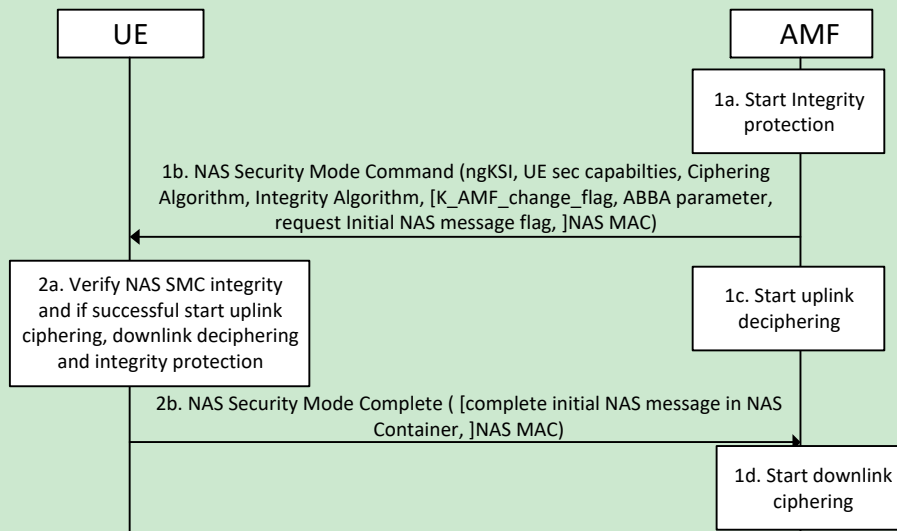 UE
AMF
1a. Start Integrity
protection
1b. NAS Security Mode Command (ngKSI, UE sec capabilties, Ciphering
Algorithm, Integrity Algorithm, [K_AMF_change_flag, ABBA parameter,
request Initial NAS message flag, ]NAS MAC)
2a. Verify NAS SMC integrity
and if successful start uplink
ciphering, downlink deciphering
and integrity protection
1c. Start uplink
deciphering
2b. NAS Security Mode Complete ( [complete initial NAS message in NAS
Container, ]NAS MAC)
1d. Start downlink
ciphering